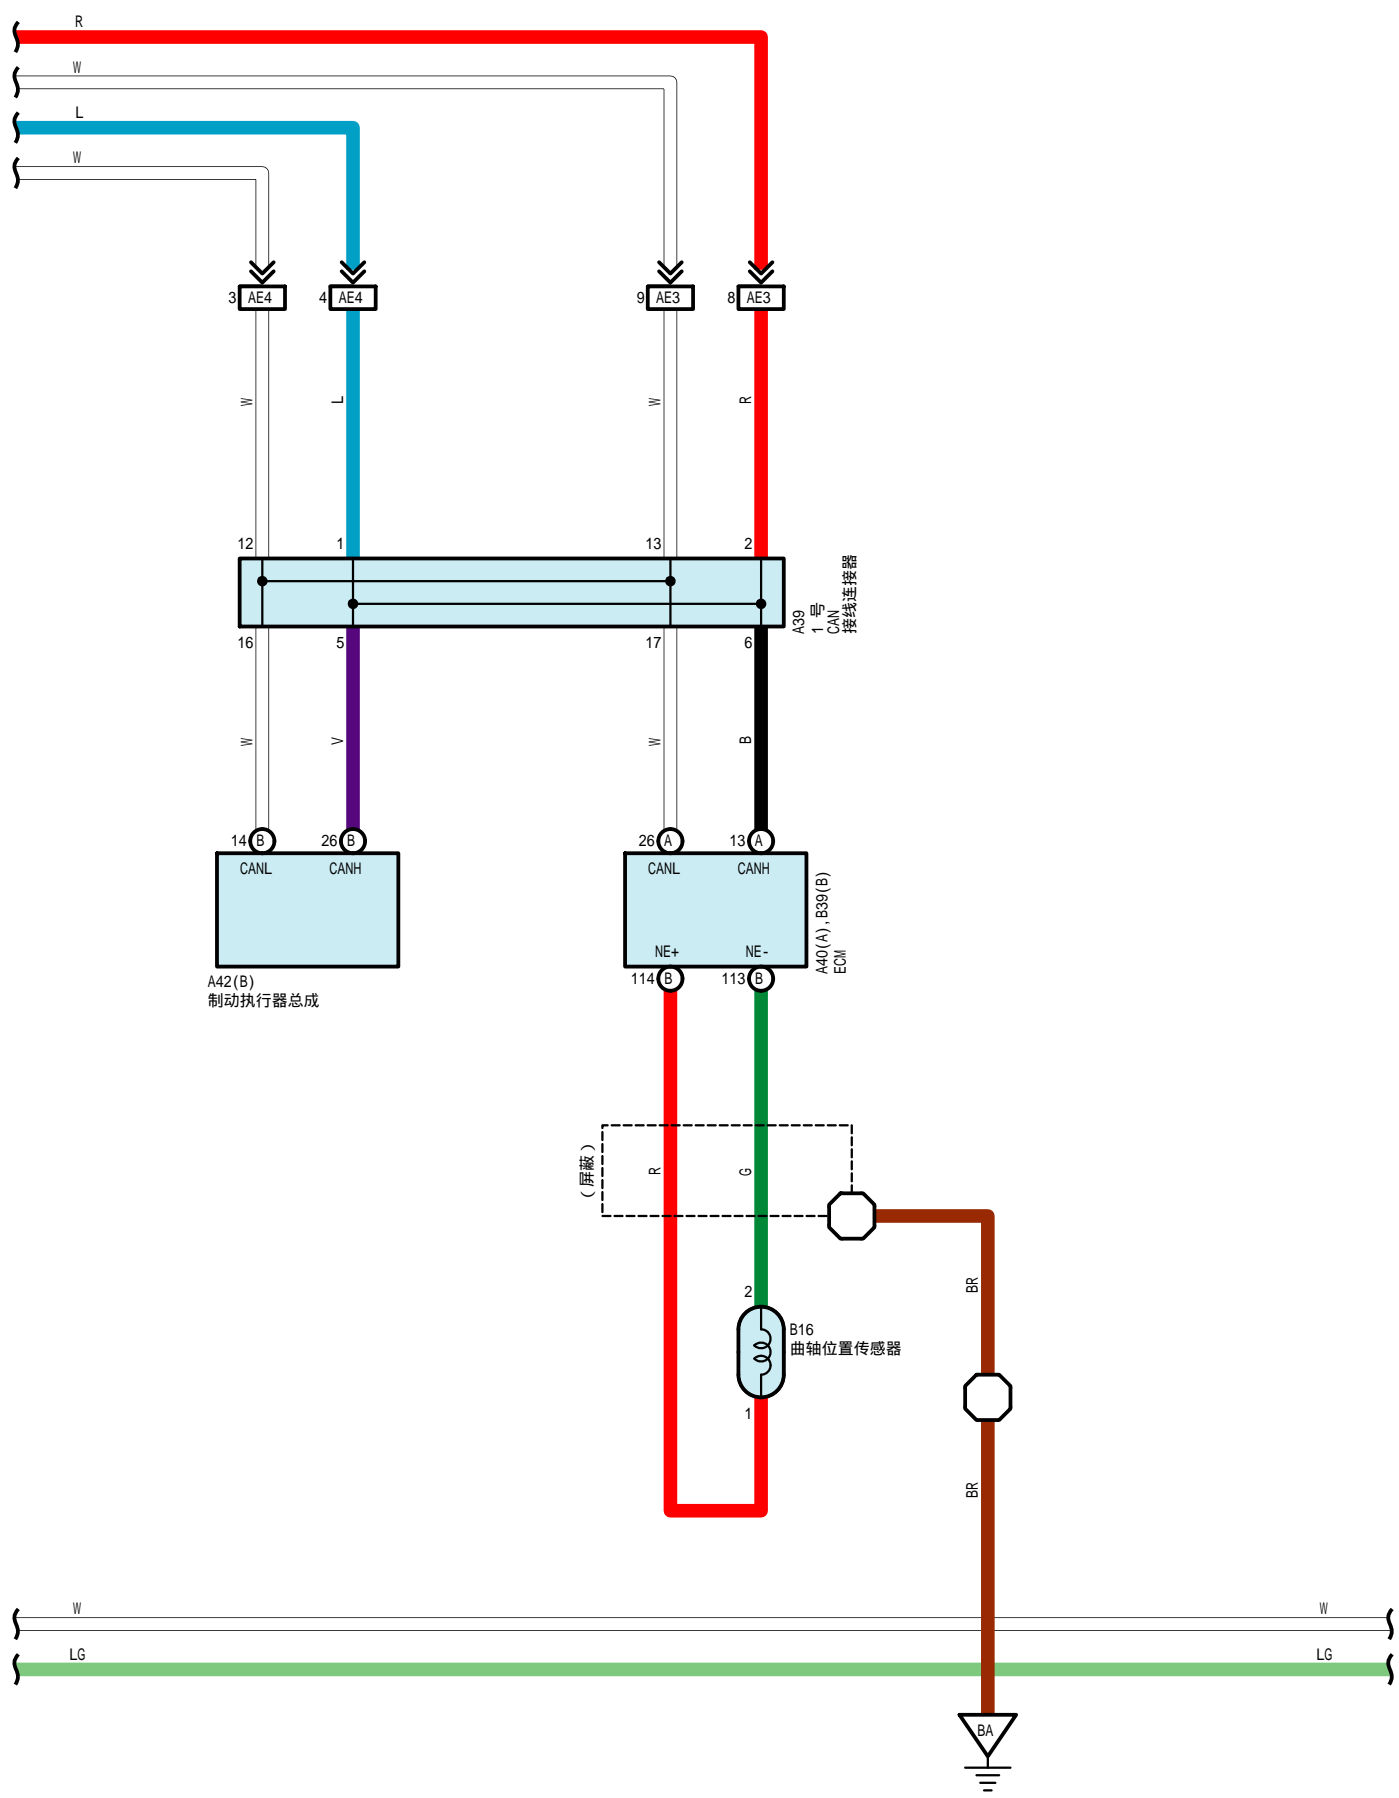 R
W
L
W
3 AE4
4 AE4
9 AE3
8 AE3
W
L
W
R
12
1
13
2
A39
1 号
CAN
接线连接器
16
5
17
6
W
V
W
B
14 B
26 B
26 A
13 A
CANL
CANH
CANL
CANH
NE+
NE-
A40(A),B39(B)
ECM
114 B
113 B
A42(B)
制动执行器总成
(屏蔽)
R
G
BR
2
B16
曲轴位置传感器
1
BR
W
W
LG
LG
BA